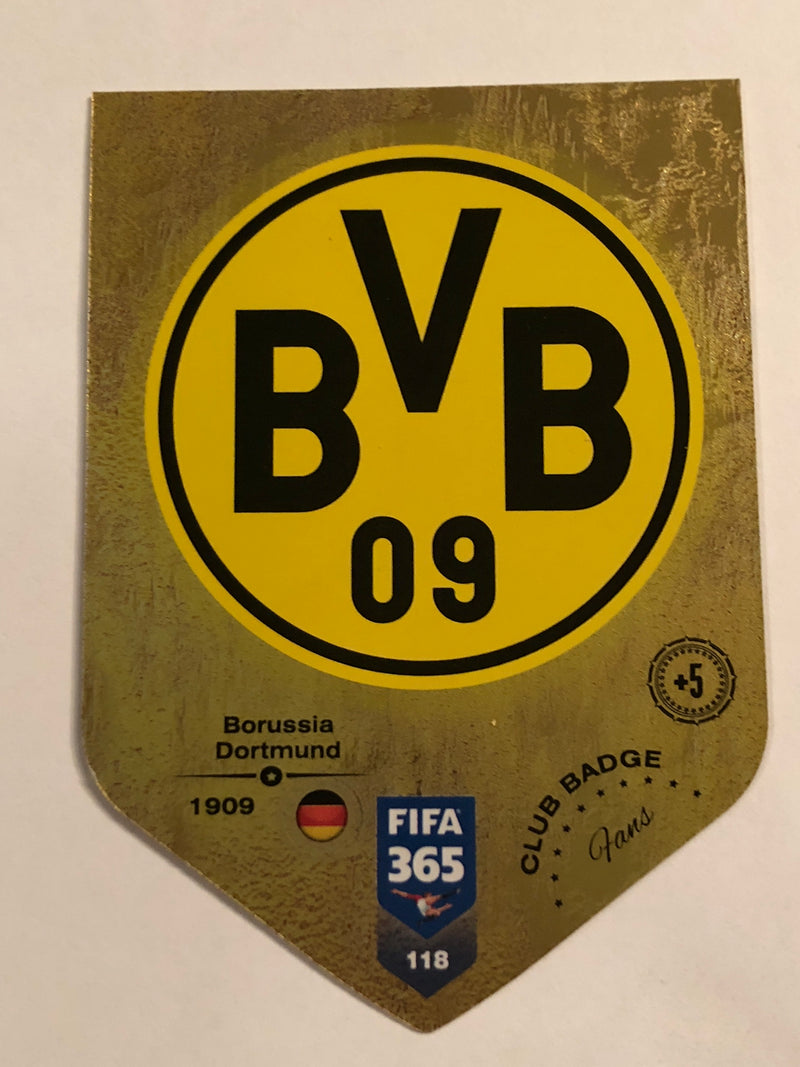 BVB
09
+5
Borussia
Dortmund
1909
CLUB BADGE
Fans
FIFA
365
118